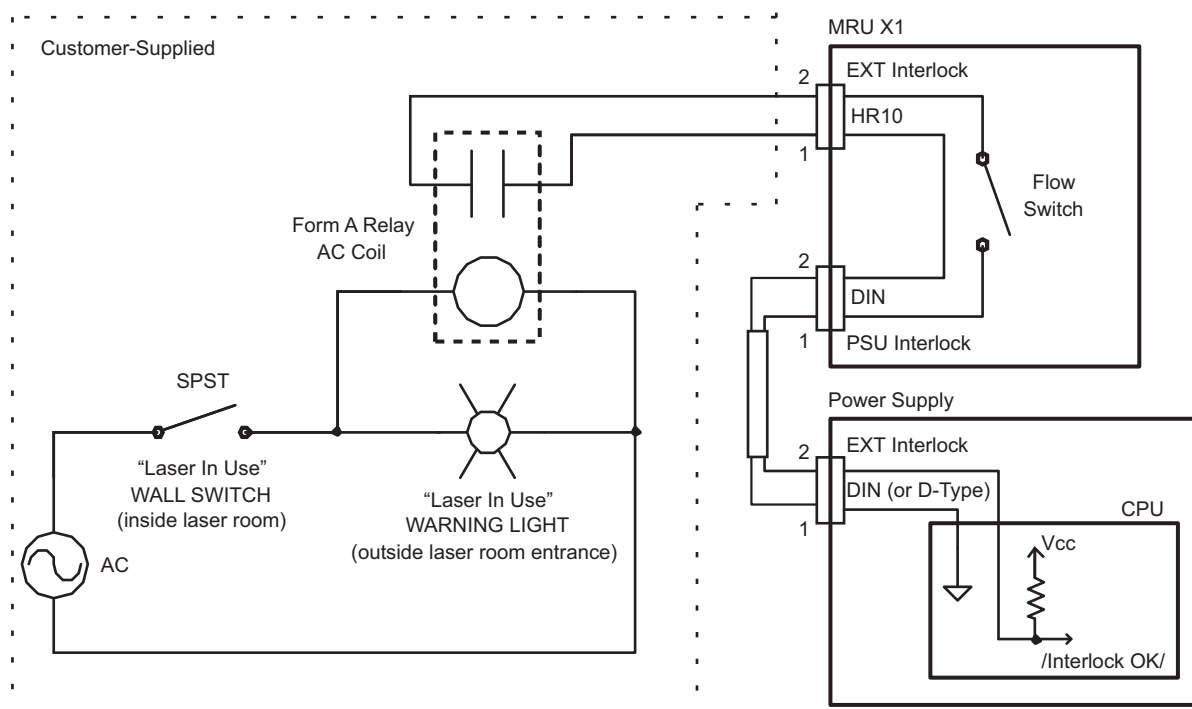 Customer-Supplied
MRU X1
2
EXT Interlock
HR10
1
Flow
Switch
Form A Relay
AC Coil
2
DIN
1
PSU Interlock
SPST
“Laser In Use”
WALL SWITCH
(inside laser room)
“Laser In Use”
WARNING LIGHT
(outside laser room entrance)
AC
Power Supply
2
EXT Interlock
DIN (or D-Type)
1
CPU
Vcc
/Interlock OK/